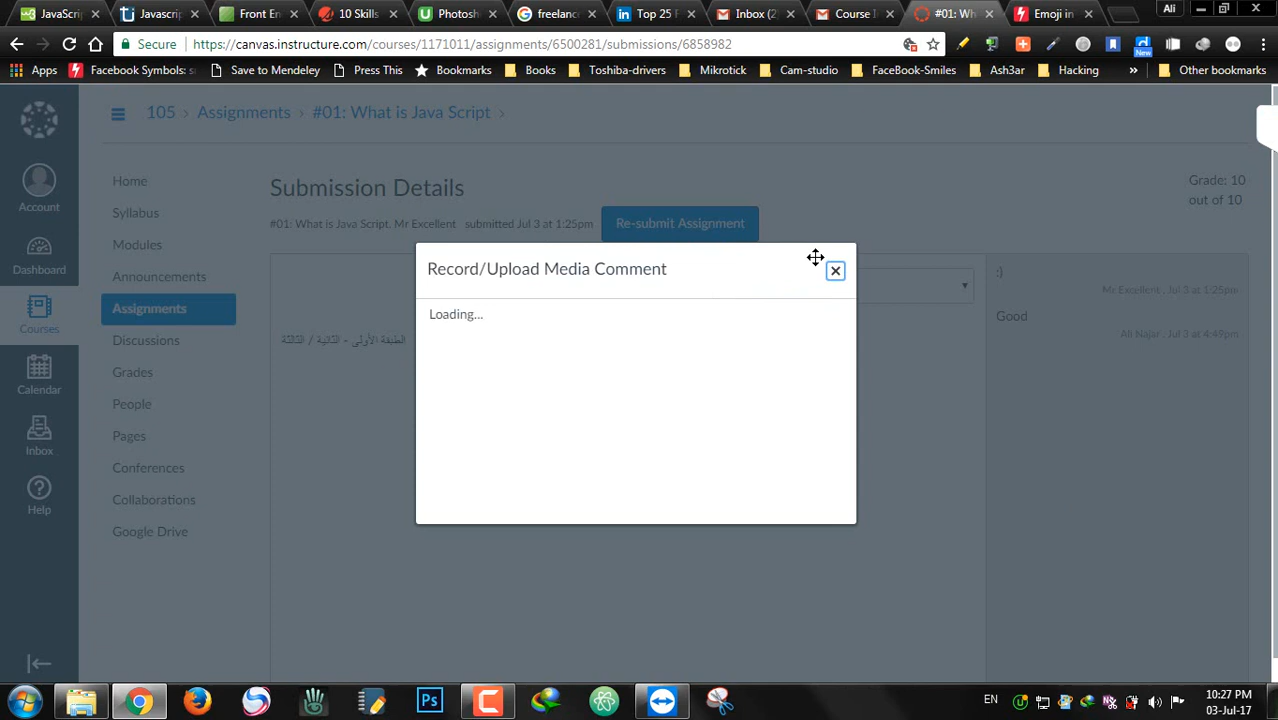 JavaScri
Javascri
Front En
10 Skills
Photosh
freelanc
Top 25 F
Inbox (2
Course I
#01: Wh
Emoji in
Ali
Secure
https://canvas.instructure.com/courses/1171011/assignments/6500281/submissions/6858982
New
Apps
Facebook Symbols: s
Save to Mendeley
Press This
Bookmarks
Books
Toshiba-drivers
Mikrotick
Cam-studio
FaceBook-Smiles
Ash3ar
Hacking
»
Other bookmarks
105 › Assignments › #01: What is Java Script ›
Account
Dashboard
Courses
Calendar
Inbox
Help
Home
Syllabus
Modules
Announcements
Assignments
Discussions
Grades
People
Pages
Conferences
Collaborations
Google Drive
Submission Details
Grade: 10
out of 10
#01: What is Java Script, Mr Excellent submitted Jul 3 at 1:25pm
Re-submit Assignment
Record/Upload Media Comment
Loading...
الطبقة الأولى - الثانية / الثالثة
:)
Mr Excellent , Jul 3 at 1:25pm
Good
Ali Najar , Jul 3 at 4:49pm
Ps
EN
10:27 PM
03-Jul-17